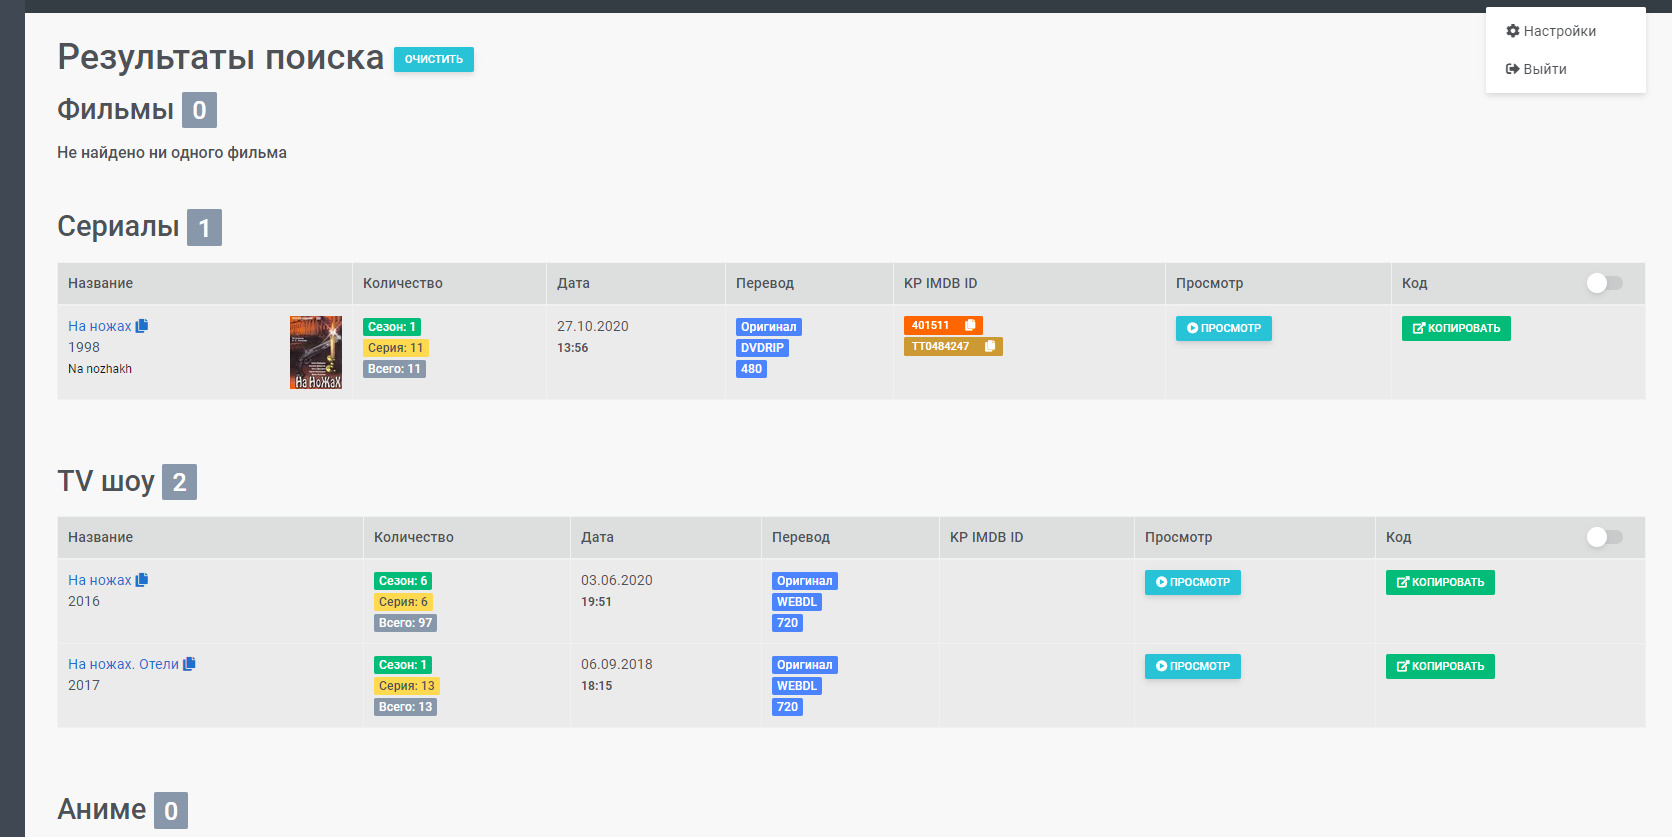 Настройки
Выйти
Результаты поиска ОЧИСТИТЬ
Фильмы 0
Не найдено ни одного фильма
Сериалы 1
Название Количество Дата Перевод KP IMDB ID Просмотр Код
На ножах Сезон: 1 27.10.2020 Оригинал 401511 ПРОСМОТР КОПИРОВАТЬ
1998 Серия: 11 13:56 DVDRIP TT0484247
Na nozhakh Всего: 11 480
На НоЖаХ
TV шоу 2
Название Количество Дата Перевод KP IMDB ID Просмотр Код
На ножах Сезон: 6 03.06.2020 Оригинал ПРОСМОТР КОПИРОВАТЬ
2016 Серия: 6 19:51 WEBDL
Всего: 97 720
На ножах. Отели Сезон: 1 06.09.2018 Оригинал ПРОСМОТР КОПИРОВАТЬ
2017 Серия: 13 18:15 WEBDL
Всего: 13 720
Аниме 0